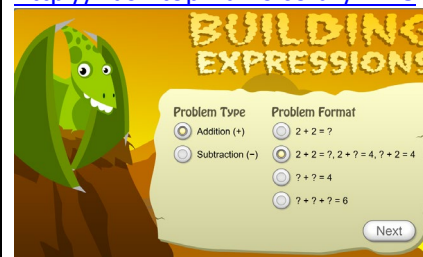 BUILDING
EXPRESSIONS
Problem Type
Addition (+)
Subtraction (−)
Problem Format
2 + 2 = ?
2 + 2 = ?, 2 + ? = 4, ? + 2 = 4
? + ? = 4
? + ? + ? = 6
Next